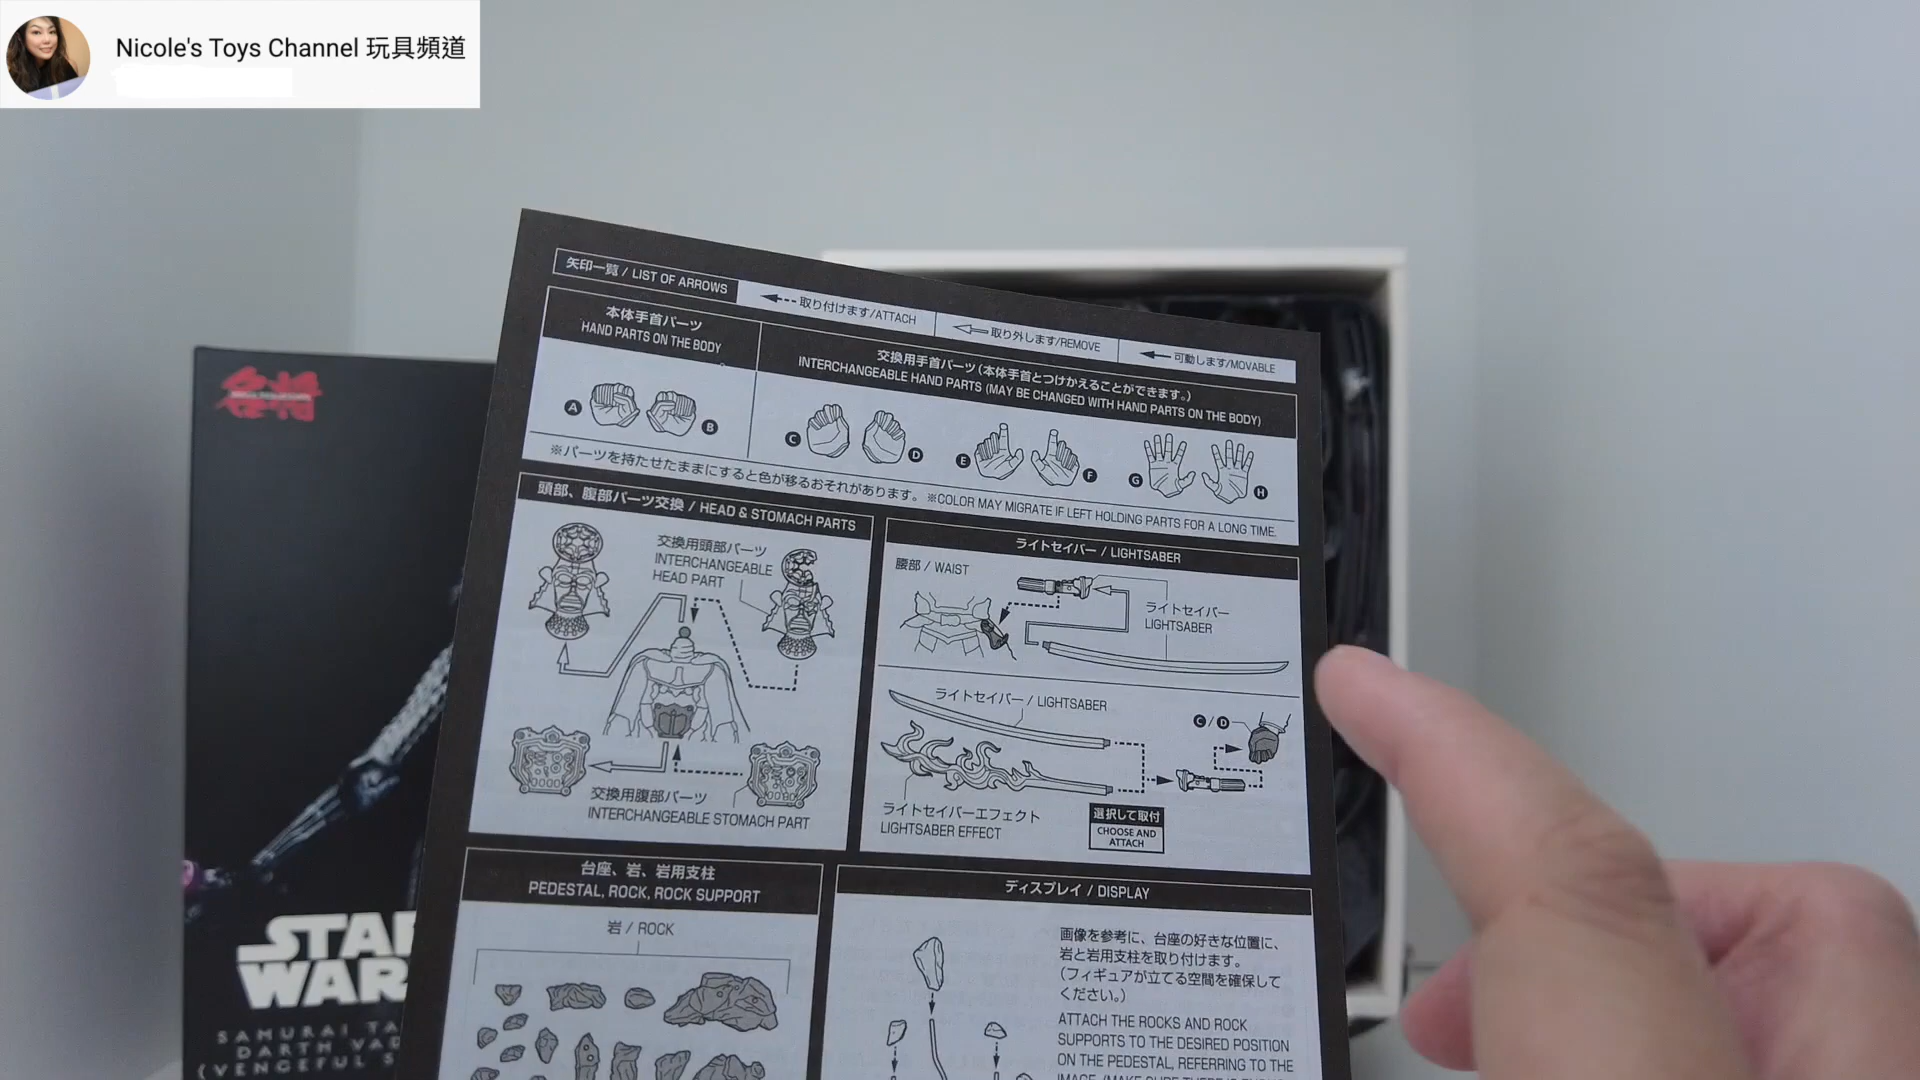 Nicole's Toys Channel 玩具頻道
矢印一覧 / LIST OF ARROWS
取り付けます/ATTACH
取り外します/REMOVE
可動します/MOVABLE
本体手首パーツ
HAND PARTS ON THE BODY
交換用手首パーツ(本体手首とつけかえることができます。)
INTERCHANGEABLE HAND PARTS (MAY BE CHANGED WITH HAND PARTS ON THE BODY)
A
B
C
D
E
F
G
H
※パーツを持たせたままにすると色が移るおそれがあります。 ※COLOR MAY MIGRATE IF LEFT HOLDING PARTS FOR A LONG TIME.
頭部、腹部パーツ交換 / HEAD & STOMACH PARTS
交換用頭部パーツ
INTERCHANGEABLE
HEAD PART
交換用腹部パーツ
INTERCHANGEABLE STOMACH PART
ライトセイバー / LIGHTSABER
腰部 / WAIST
ライトセイバー
LIGHTSABER
ライトセイバー / LIGHTSABER
C / D
ライトセイバーエフェクト
LIGHTSABER EFFECT
選択して取付
CHOOSE AND
ATTACH
台座、岩、岩用支柱
PEDESTAL, ROCK, ROCK SUPPORT
岩 / ROCK
ディスプレイ / DISPLAY
画像を参考に、台座の好きな位置に、
岩と岩用支柱を取り付けます。
(フィギュアが立てる空間を確保して
ください。)
ATTACH THE ROCKS AND ROCK
SUPPORTS TO THE DESIRED POSITION
ON THE PEDESTAL, REFERRING TO THE
名将
STAR
WAR
SAMURAI TA
DARTH VAD
(VENGEFUL S